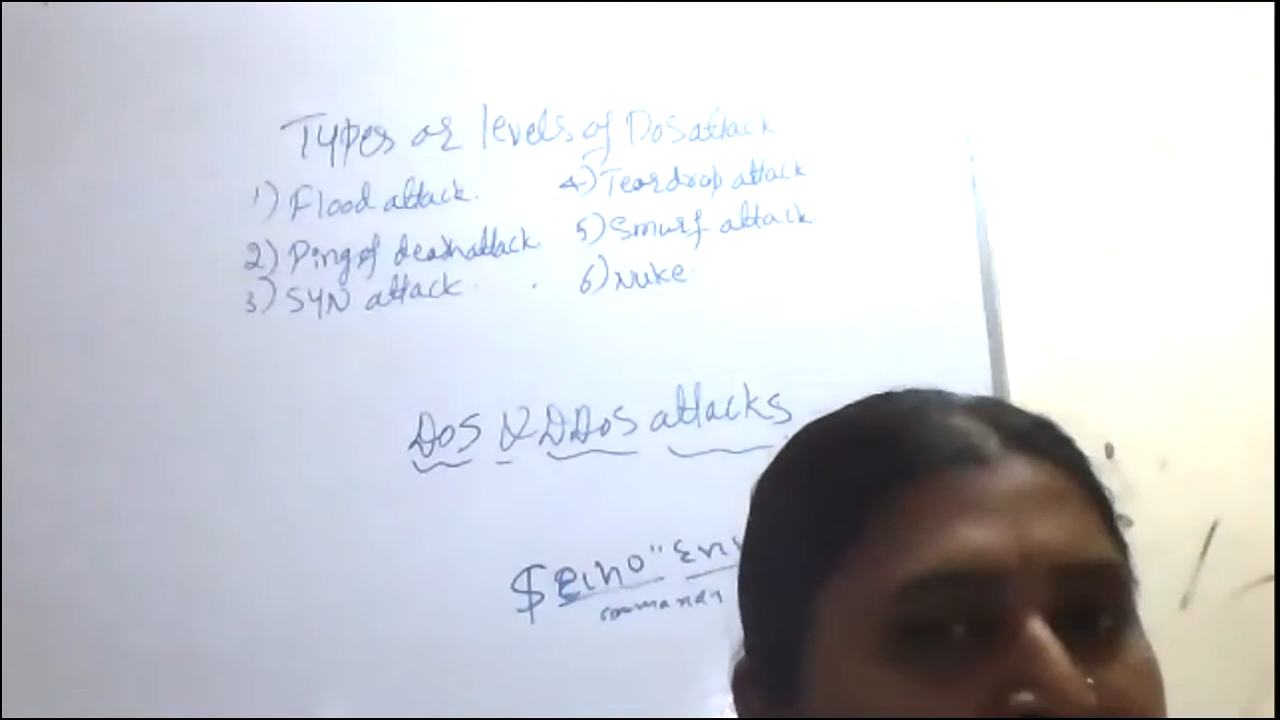 Types or levels of DoS attack
1) Flood attack.
2) Ping of death attack.
3) SYN attack
4) Teardrop attack
5) Smurf attack
6) Nuke
DoS & DDoS attacks
$ echo "